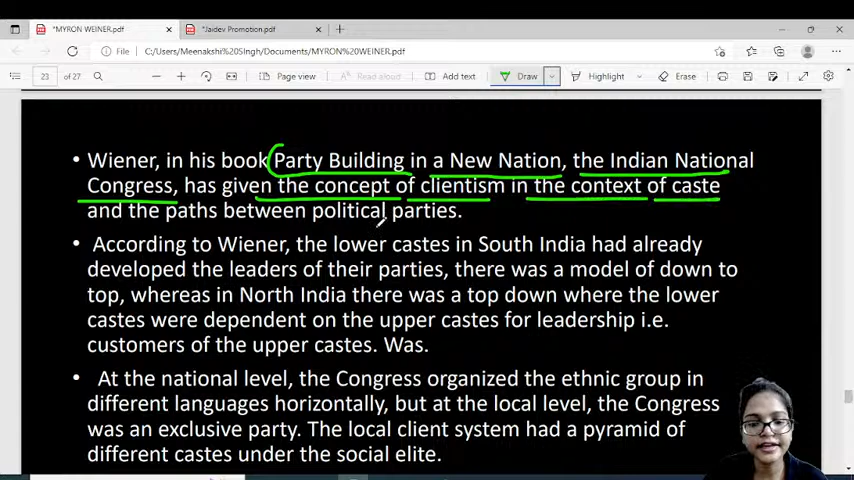 *MYRON WEINER.pdf
*Jaidev Promotion.pdf
File
C:/Users/Meenakshi%20SIngh/Documents/MYRON%20WEINER.pdf
23 of 27
Page view
Read aloud
Add text
Draw
Highlight
Erase
• Wiener, in his book Party Building in a New Nation, the Indian National
Congress, has given the concept of clientism in the context of caste
and the paths between political parties.
• According to Wiener, the lower castes in South India had already
developed the leaders of their parties, there was a model of down to
top, whereas in North India there was a top down where the lower
castes were dependent on the upper castes for leadership i.e.
customers of the upper castes. Was.
• At the national level, the Congress organized the ethnic group in
different languages horizontally, but at the local level, the Congress
was an exclusive party. The local client system had a pyramid of
different castes under the social elite.